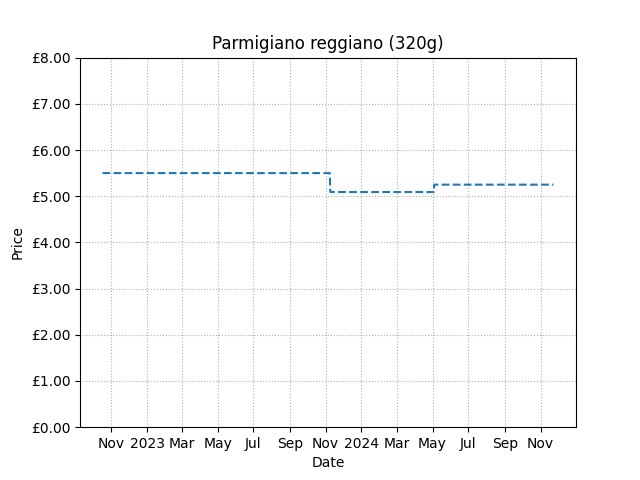 Parmigiano reggiano (320g)
£8.00
£7.00
£6.00
£5.00
£4.00
£3.00
£2.00
£1.00
£0.00
Price
Nov 2023 Mar May Jul Sep Nov 2024 Mar May Jul Sep Nov
Date